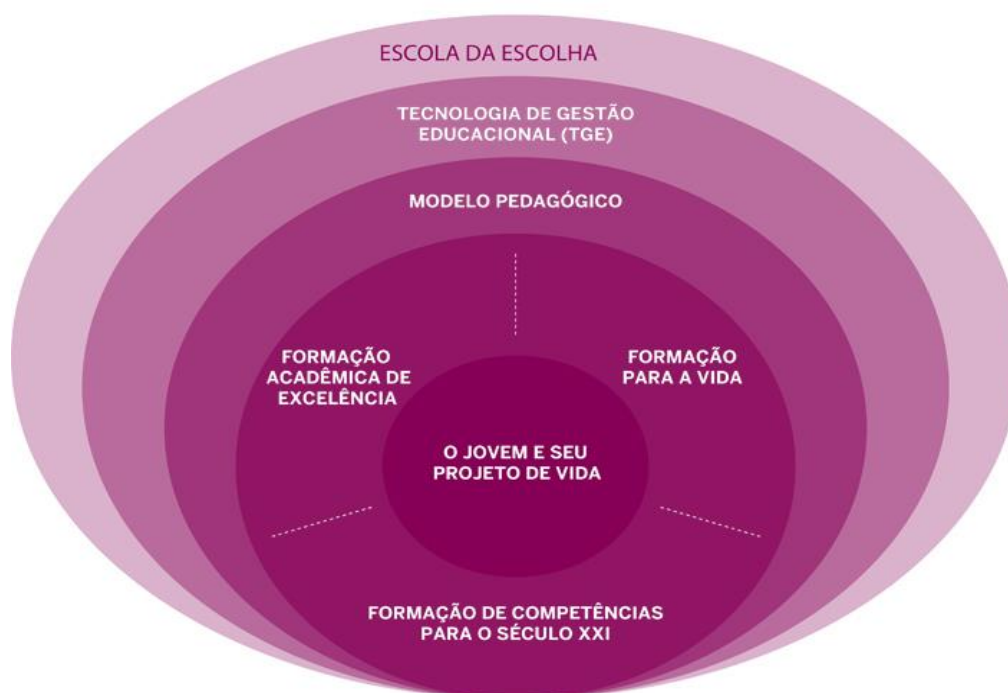 ESCOLA DA ESCOLHA
TECNOLOGIA DE GESTÃO
EDUCACIONAL (TGE)
MODELO PEDAGÓGICO
FORMAÇÃO
ACADÊMICA DE
EXCELÊNCIA
FORMAÇÃO
PARA A VIDA
O JOVEM E SEU
PROJETO DE VIDA
FORMAÇÃO DE COMPETÊNCIAS
PARA O SÉCULO XXI